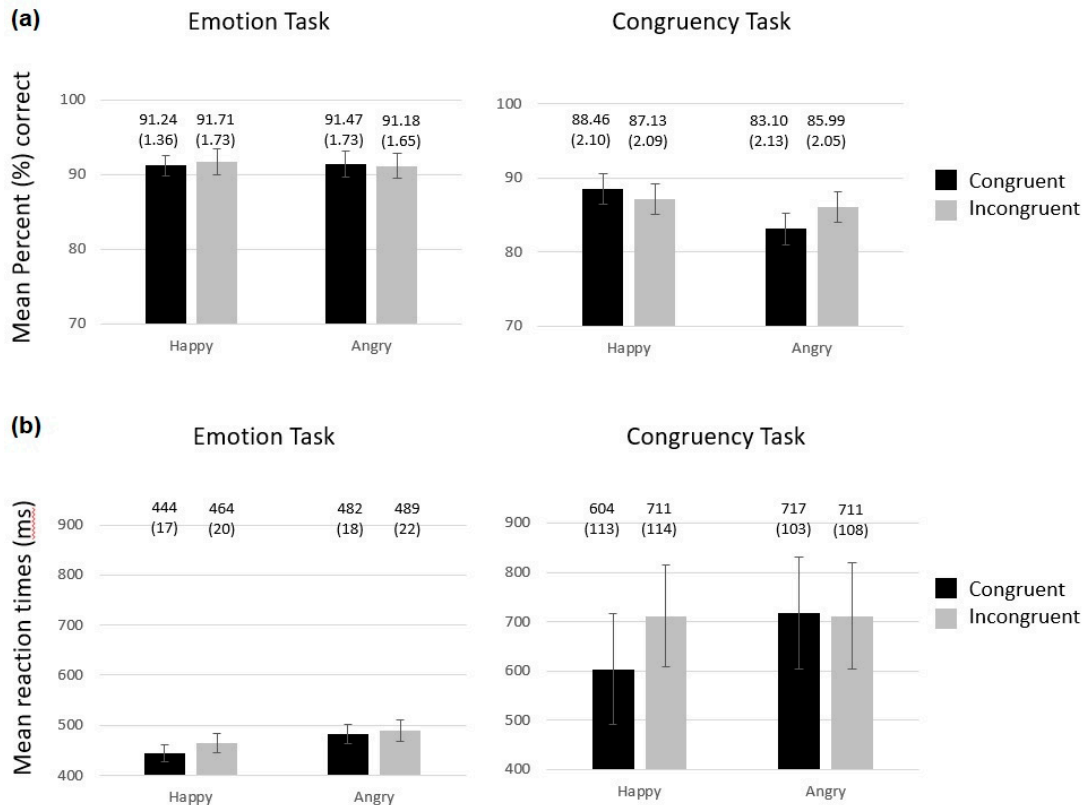 (a)
Emotion Task
Congruency Task
Mean Percent (%) correct
100
90
80
70
91.24 91.71 91.47 91.18
(1.36) (1.73) (1.73) (1.65)
Happy Angry
100
90
80
70
88.46 87.13 83.10 85.99
(2.10) (2.09) (2.13) (2.05)
Happy Angry
Congruent
Incongruent
(b)
Emotion Task
Congruency Task
Mean reaction times (ms)
900
800
700
600
500
400
444 464 482 489
(17) (20) (18) (22)
Happy Angry
900
800
700
600
500
400
604 711 717 711
(113) (114) (103) (108)
Happy Angry
Congruent
Incongruent